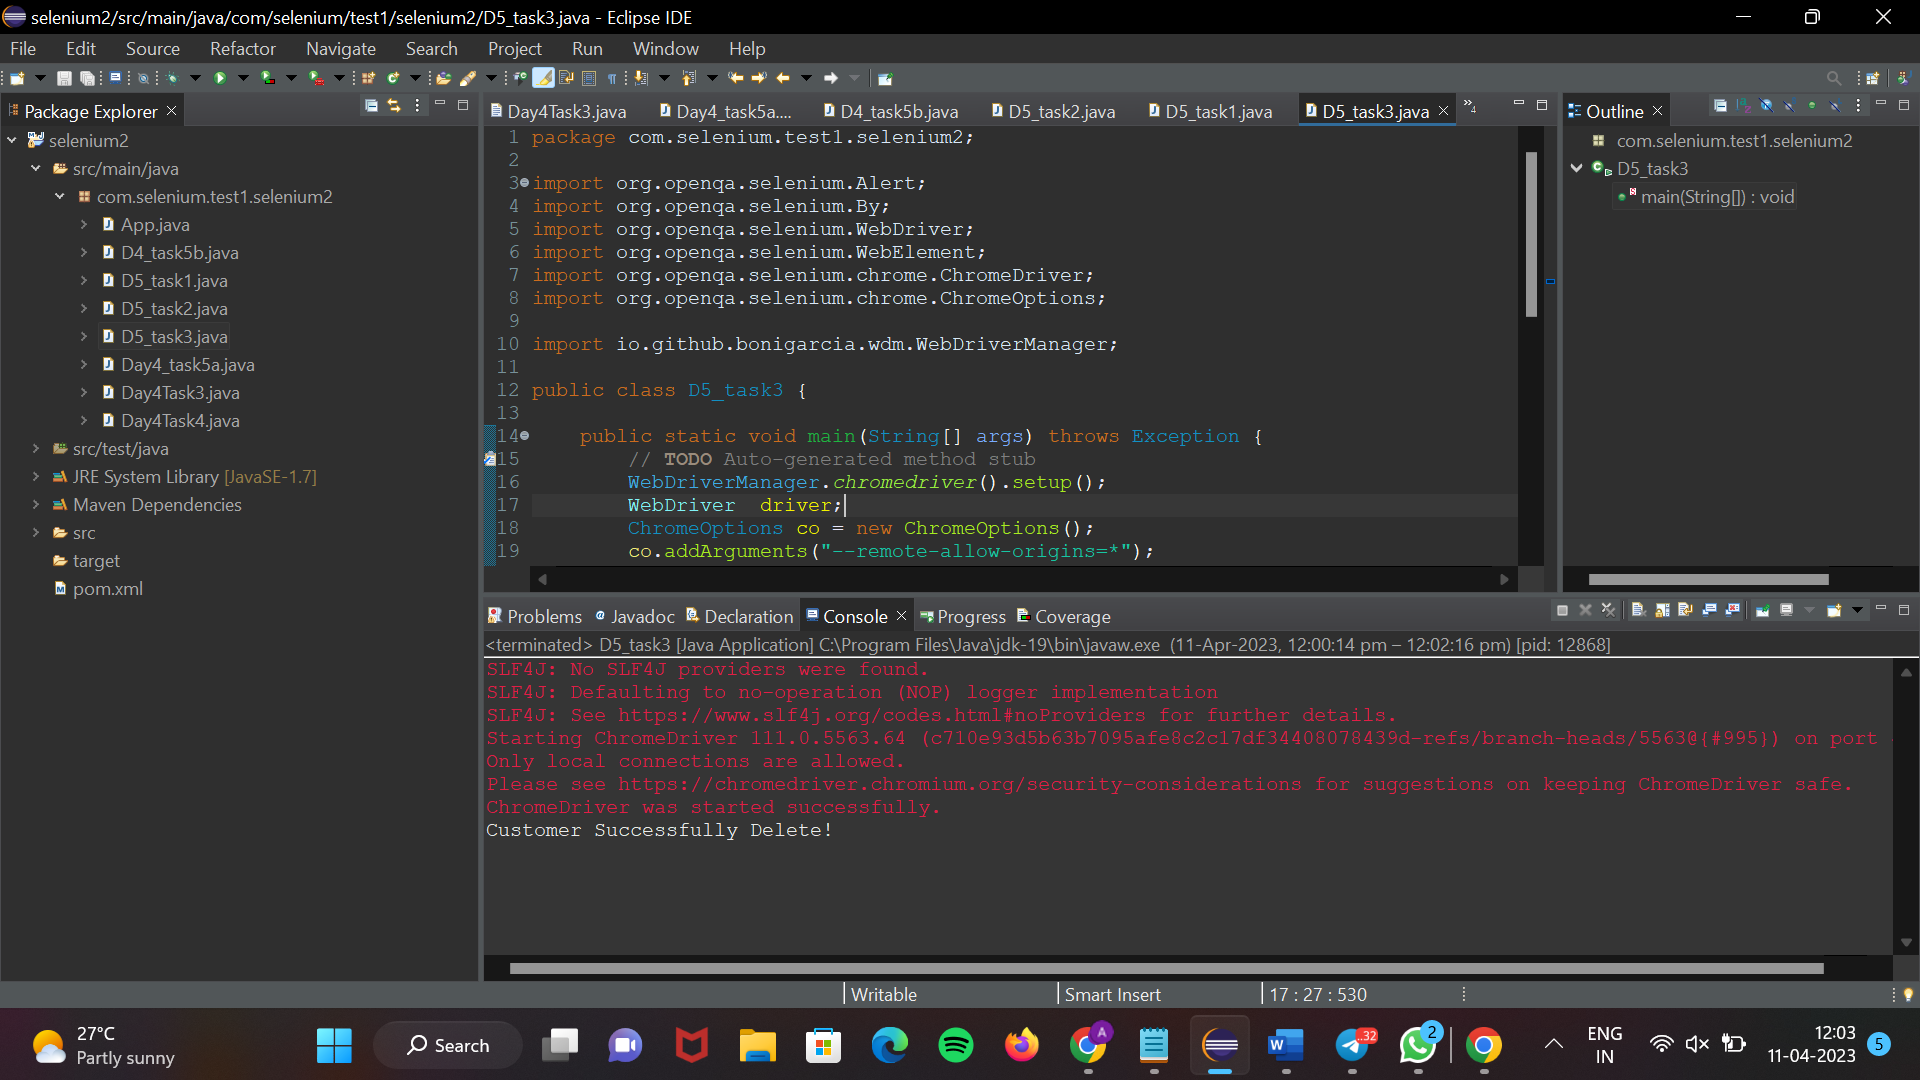 selenium2/src/main/java/com/selenium/test1/selenium2/D5_task3.java - Eclipse IDE
File Edit Source Refactor Navigate Search Project Run Window Help
Package Explorer
selenium2
src/main/java
com.selenium.test1.selenium2
App.java
D4_task5b.java
D5_task1.java
D5_task2.java
D5_task3.java
Day4_task5a.java
Day4Task3.java
Day4Task4.java
src/test/java
JRE System Library [JavaSE-1.7]
Maven Dependencies
src
target
pom.xml
Day4Task3.java Day4_task5a.... D4_task5b.java D5_task2.java D5_task1.java D5_task3.java »4
1 package com.selenium.test1.selenium2;
2
3 import org.openqa.selenium.Alert;
4 import org.openqa.selenium.By;
5 import org.openqa.selenium.WebDriver;
6 import org.openqa.selenium.WebElement;
7 import org.openqa.selenium.chrome.ChromeDriver;
8 import org.openqa.selenium.chrome.ChromeOptions;
9
10 import io.github.bonigarcia.wdm.WebDriverManager;
11
12 public class D5_task3 {
13
14 public static void main(String[] args) throws Exception {
15 // TODO Auto-generated method stub
16 WebDriverManager.chromedriver().setup();
17 WebDriver  driver;
18 ChromeOptions co = new ChromeOptions();
19 co.addArguments("--remote-allow-origins=*");
Outline
com.selenium.test1.selenium2
D5_task3
main(String[]) : void
Problems Javadoc Declaration Console Progress Coverage
<terminated> D5_task3 [Java Application] C:\Program Files\Java\jdk-19\bin\javaw.exe (11-Apr-2023, 12:00:14 pm – 12:02:16 pm) [pid: 12868]
SLF4J: No SLF4J providers were found.
SLF4J: Defaulting to no-operation (NOP) logger implementation
SLF4J: See https://www.slf4j.org/codes.html#noProviders for further details.
Starting ChromeDriver 111.0.5563.64 (c710e93d5b63b7095afe8c2c17df34408078439d-refs/branch-heads/5563@{#995}) on port
Only local connections are allowed.
Please see https://chromedriver.chromium.org/security-considerations for suggestions on keeping ChromeDriver safe.
ChromeDriver was started successfully.
Customer Successfully Delete!
Writable Smart Insert 17 : 27 : 530
27°C
Partly sunny
Search
A
W
..32
2
ENG
IN
12:03
11-04-2023
5